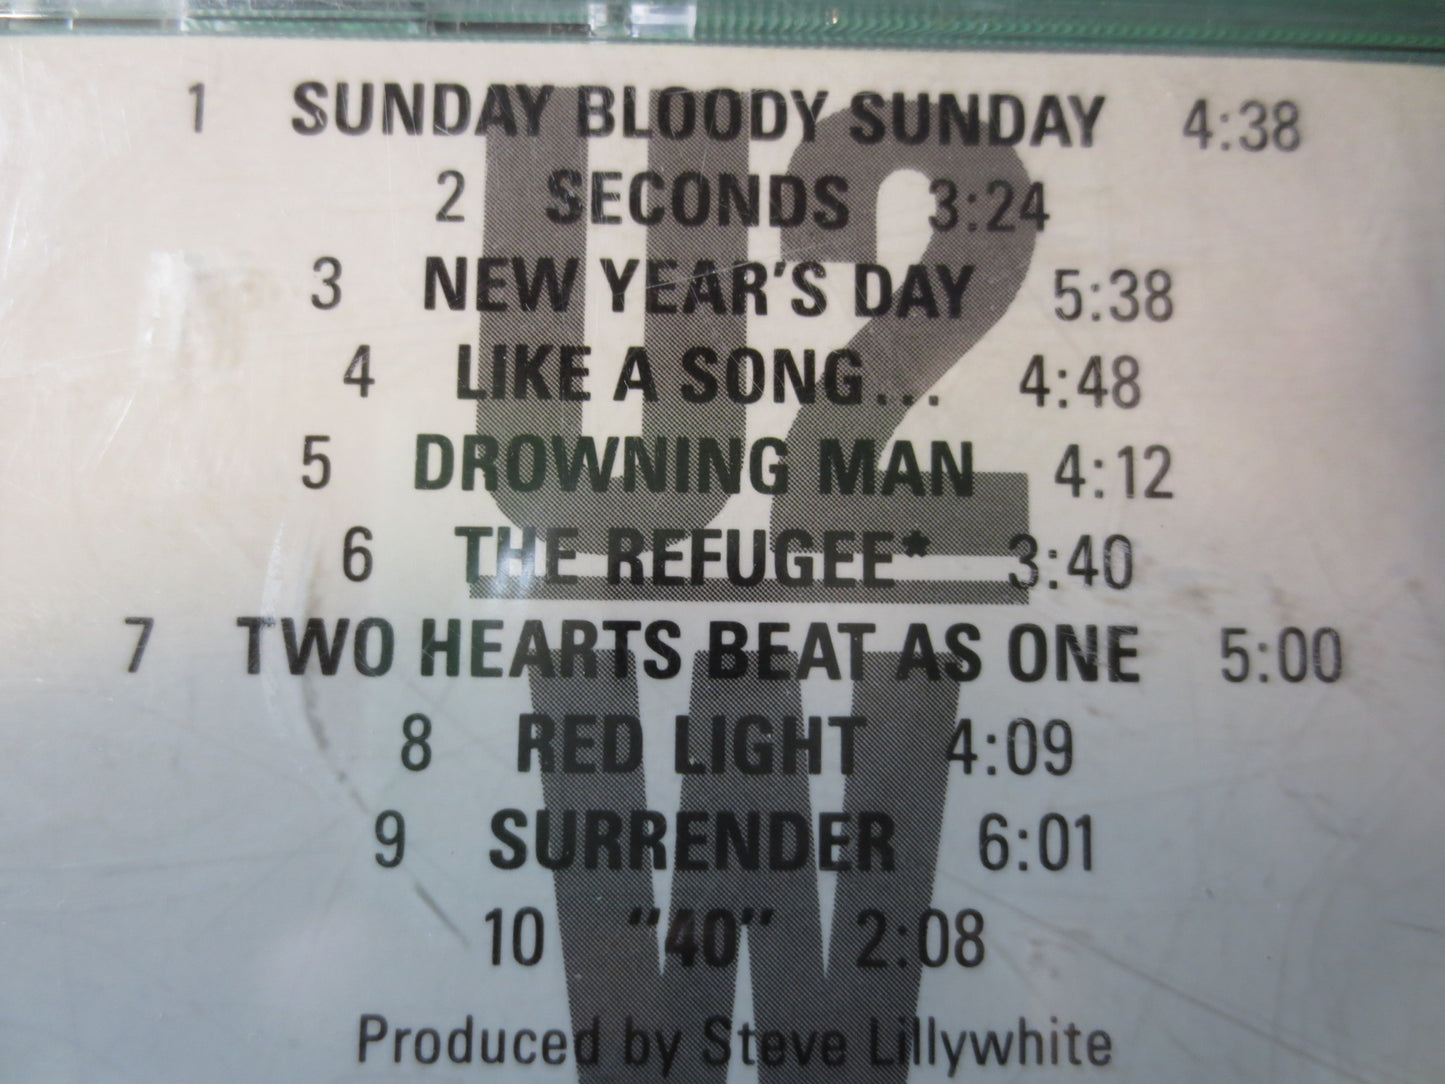 1 SUNDAY BLOODY SUNDAY 4:38
2 SECONDS 3:24
3 NEW YEAR'S DAY 5:38
4 LIKE A SONG... 4:48
5 DROWNING MAN 4:12
6 THE REFUGEE* 3:40
7 TWO HEARTS BEAT AS ONE 5:00
8 RED LIGHT 4:09
9 SURRENDER 6:01
10 "40" 2:08
Produced by Steve Lillywhite
U2
W